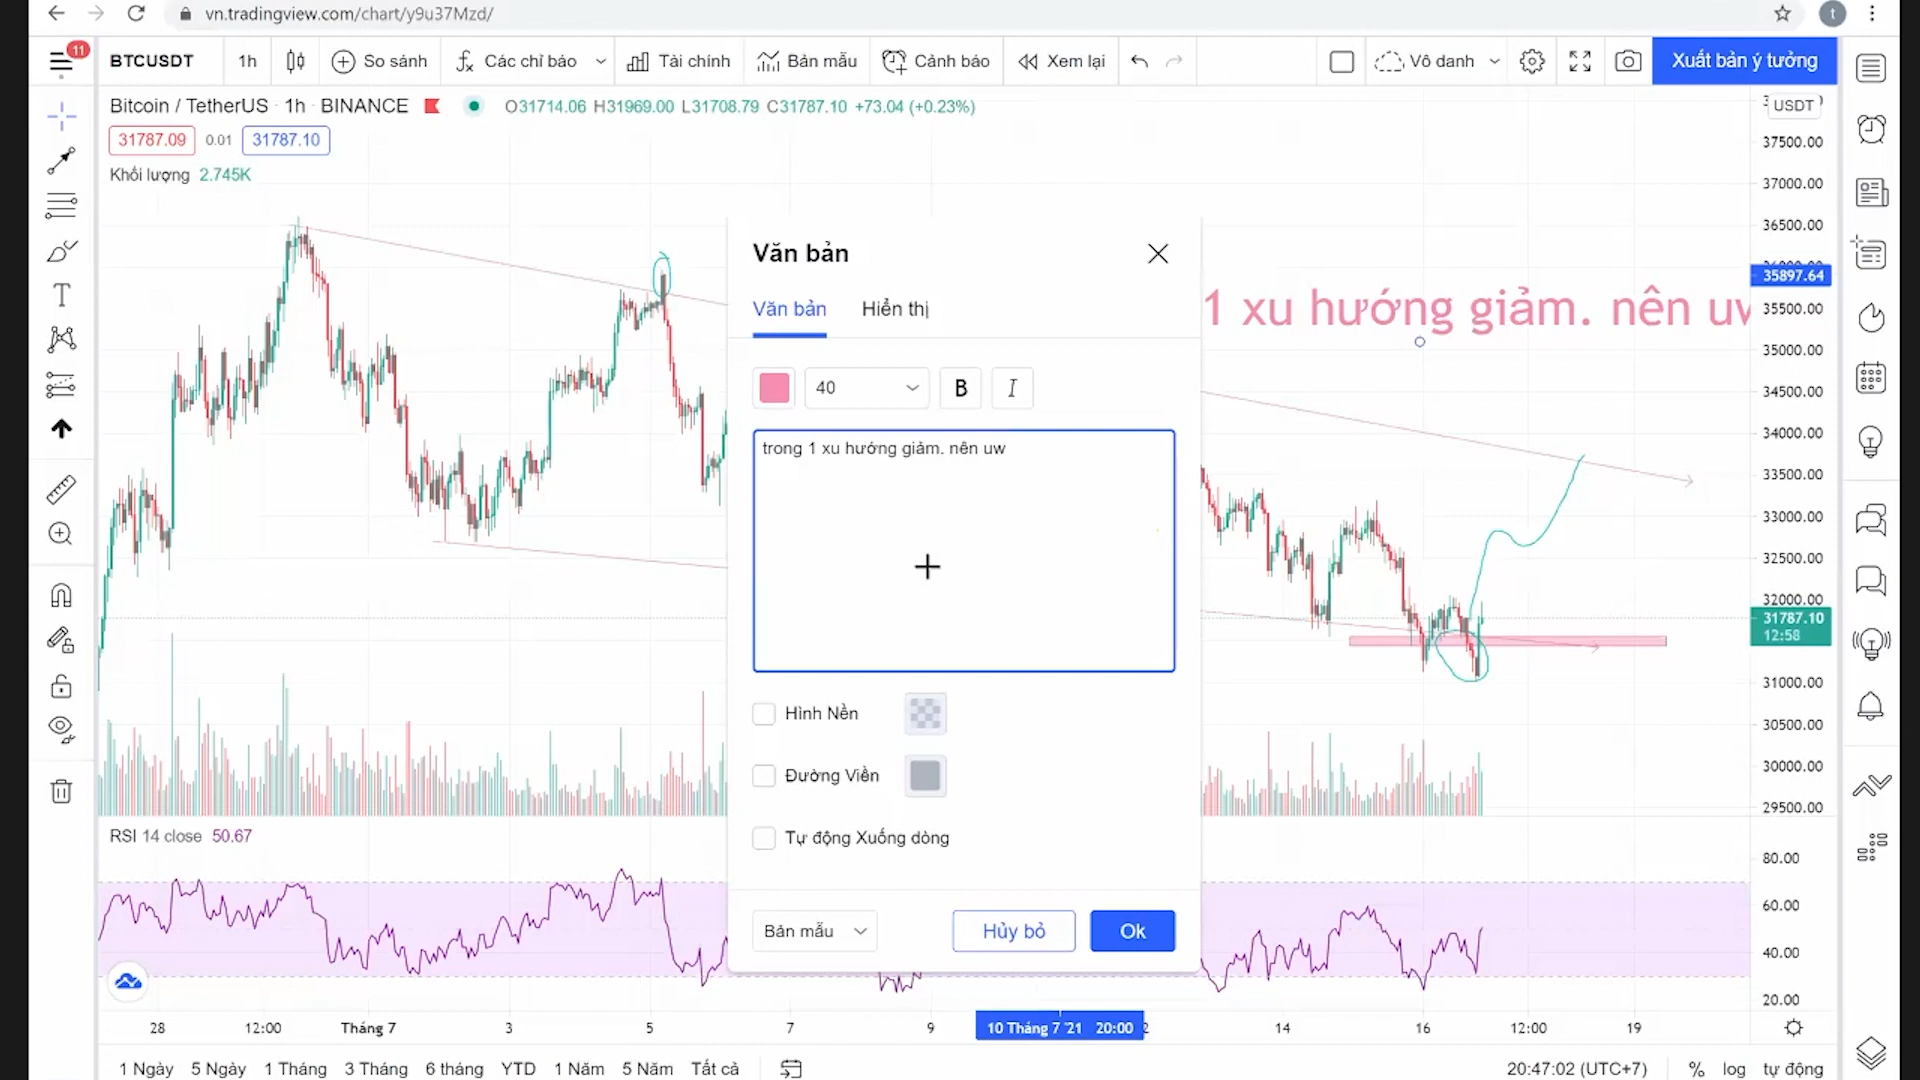 vn.tradingview.com/chart/y9u37Mzd/
t
11
BTCUSDT
1h
So sánh
Các chỉ báo
Tài chính
Bản mẫu
Cảnh báo
Xem lại
Vô danh
Xuất bản ý tưởng
Bitcoin / TetherUS · 1h · BINANCE
O31714.06 H31969.00 L31708.79 C31787.10 +73.04 (+0.23%)
USDT
31787.09 0.01 31787.10
Khối lượng 2.745K
37500.00
37000.00
36500.00
35897.64
35500.00
35000.00
34500.00
34000.00
33500.00
33000.00
32500.00
32000.00
31787.10
12:58
31000.00
30500.00
30000.00
29500.00
1 xu hướng giảm. nên uw
Văn bản
Văn bản
Hiển thị
40
B
I
trong 1 xu hướng giảm. nên uw
Hình Nền
Đường Viền
Tự động Xuống dòng
Bản mẫu
Hủy bỏ
Ok
RSI 14 close 50.67
80.00
60.00
40.00
20.00
28
12:00
Tháng 7
3
5
7
9
10 Tháng 7 '21 20:00
14
16
12:00
19
1 Ngày
5 Ngày
1 Tháng
3 Tháng
6 tháng
YTD
1 Năm
5 Năm
Tất cả
20:47:02 (UTC+7)
%
log
tự động